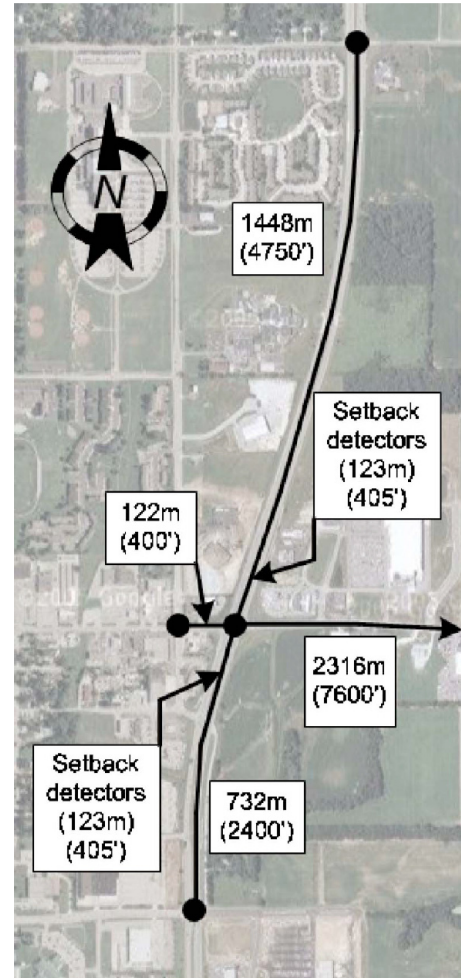 N
1448m
(4750')
Setback
detectors
(123m)
(405')
122m
(400')
2316m
(7600')
Setback
detectors
(123m)
(405')
732m
(2400')